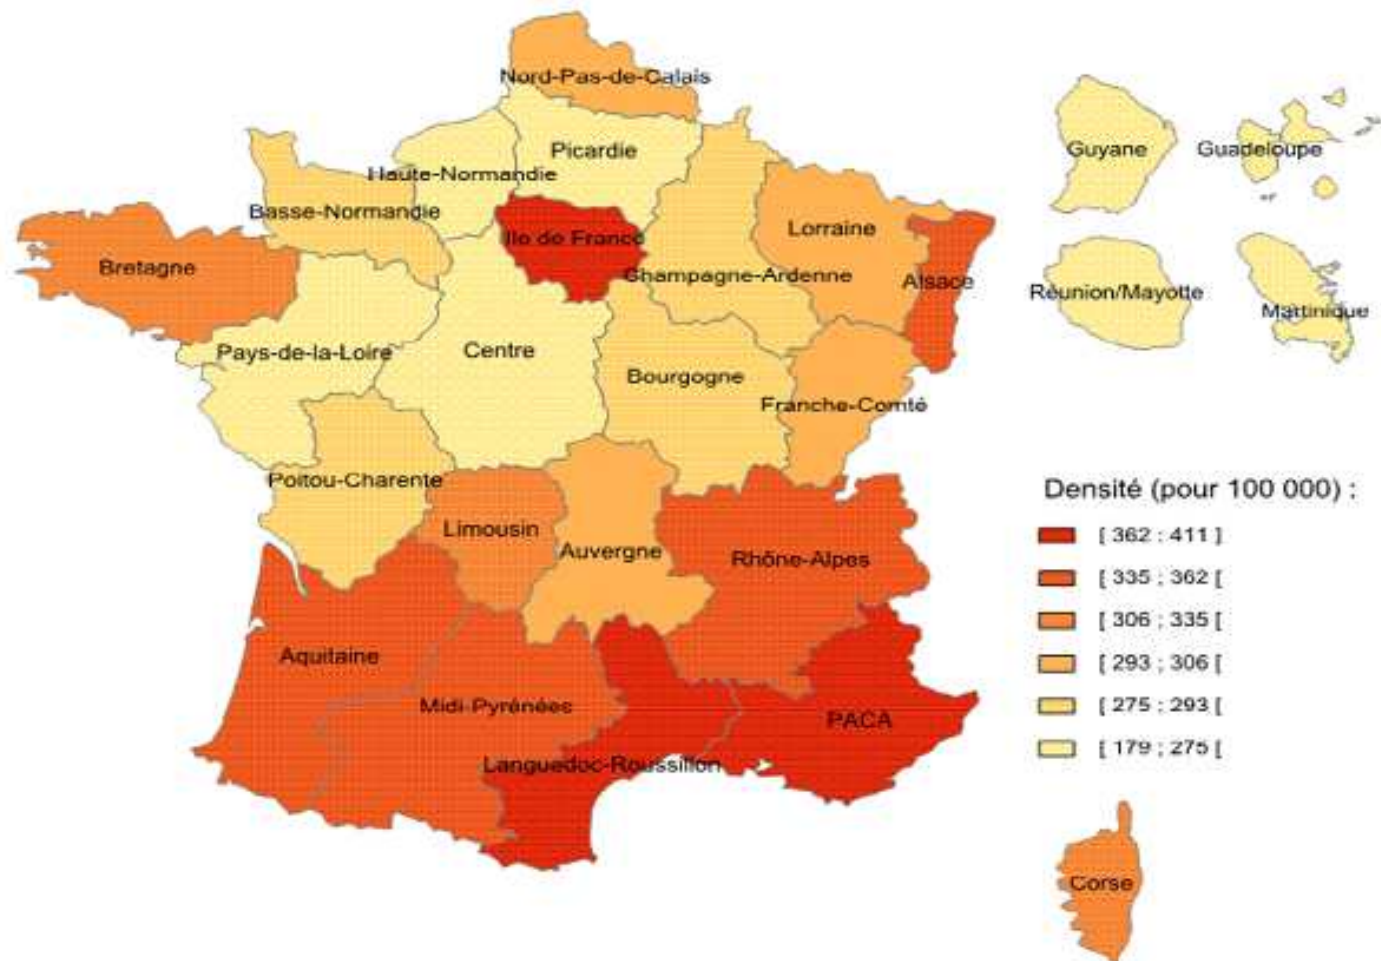 Nord-Pas-de-Calais
Picardie
Haute-Normandie
Basse-Normandie
Ile de France
Lorraine
Champagne-Ardenne
Alsace
Bretagne
Pays-de-la-Loire
Centre
Bourgogne
Franche-Comté
Poitou-Charente
Limousin
Auvergne
Rhône-Alpes
Aquitaine
Midi-Pyrénées
PACA
Languedoc-Roussillon
Guyane
Guadeloupe
Réunion/Mayotte
Martinique
Densité (pour 100 000) :
[ 362 : 411 ]
[ 335 ; 362 [
[ 306 ; 335 [
[ 293 ; 306 [
[ 275 : 293 [
[ 179 ; 275 [
Corse